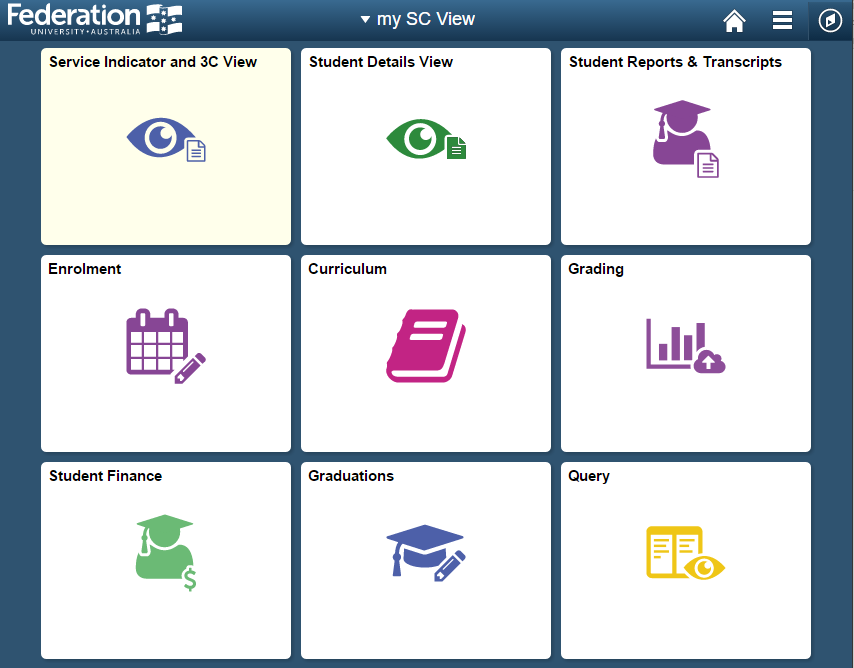 Federation
UNIVERSITY•AUSTRALIA
my SC View
Service Indicator and 3C View
Student Details View
Student Reports & Transcripts
Enrolment
Curriculum
Grading
Student Finance
Graduations
Query
$